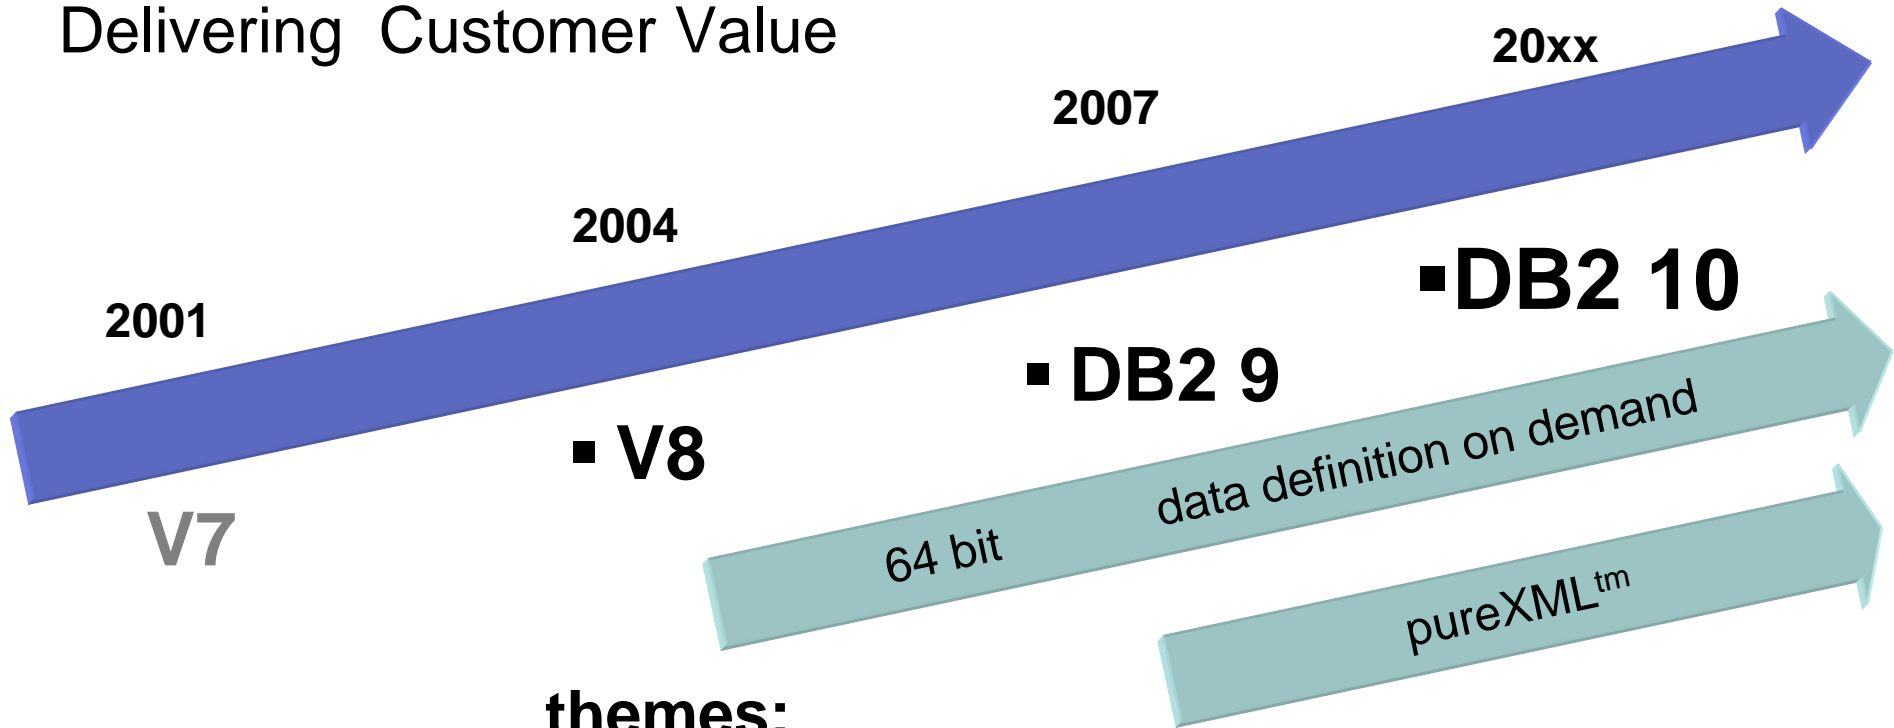 Delivering Customer Value
20xx
2007
2004
2001
▪DB2 10
▪ DB2 9
▪ V8
V7
64 bit data definition on demand
pureXMLtm
themes: